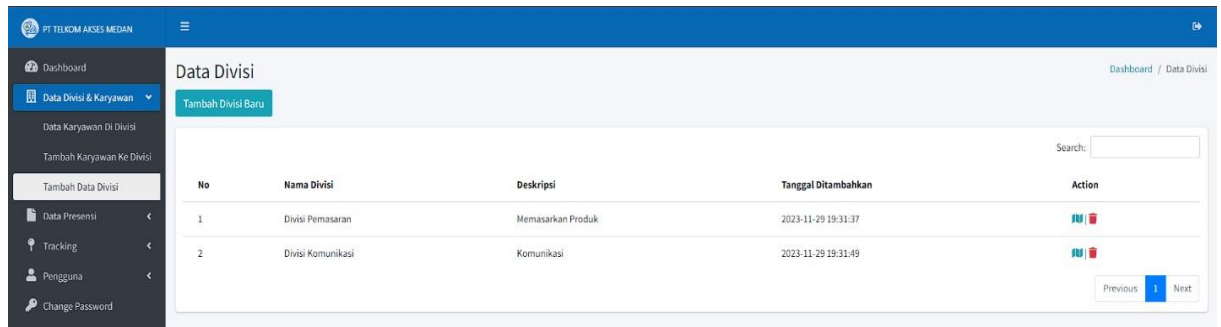 PT TELKOM AKSES MEDAN
Dashboard
Data Divisi & Karyawan
Data Karyawan Di Divisi
Tambah Karyawan Ke Divisi
Tambah Data Divisi
Data Presensi
Tracking
Pengguna
Change Password
Data Divisi
Dashboard / Data Divisi
Tambah Divisi Baru
Search:
No Nama Divisi Deskripsi Tanggal Ditambahkan Action
1 Divisi Pemasaran Memasarkan Produk 2023-11-29 19:31:37 |
2 Divisi Komunikasi Komunikasi 2023-11-29 19:31:49 |
Previous 1 Next